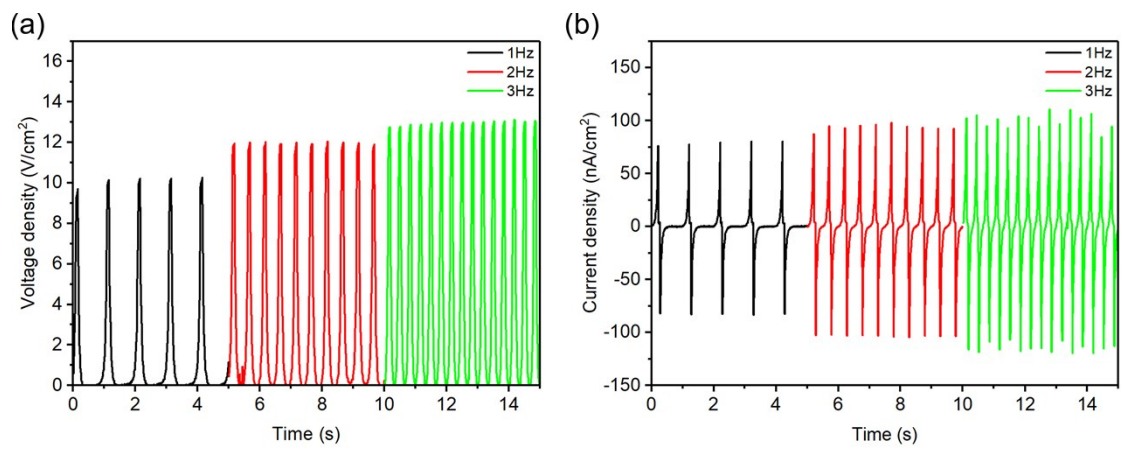 (a)
Voltage density (V/cm²)
16
14
12
10
8
6
4
2
0
1Hz
2Hz
3Hz
0 2 4 6 8 10 12 14
Time (s)
(b)
Current density (nA/cm²)
150
100
50
0
-50
-100
-150
1Hz
2Hz
3Hz
0 2 4 6 8 10 12 14
Time (s)